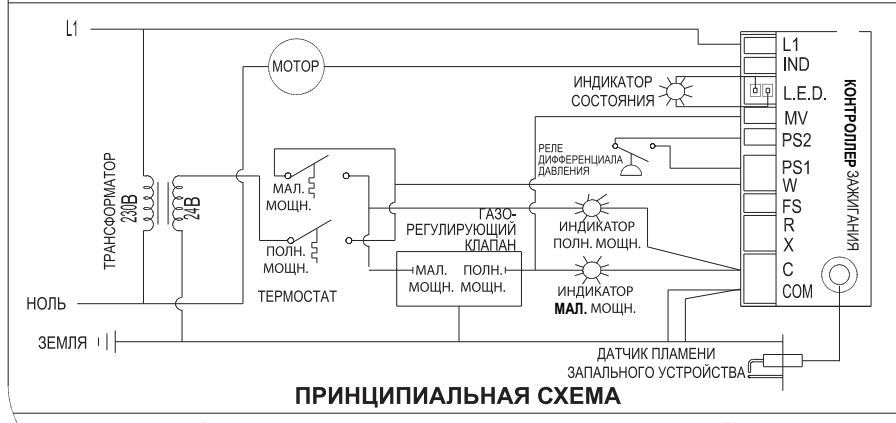 L1
МОТОР
ИНДИКАТОР
СОСТОЯНИЯ
L1
IND
L.E.D.
MV
PS2
PS1
W
FS
R
X
C
COM
КОНТРОЛЛЕР ЗАЖИГАНИЯ
РЕЛЕ
ДИФФЕРЕНЦИАЛА
ДАВЛЕНИЯ
ТРАНСФОРМАТОР
230В
24В
МАЛ.
МОЩН.
ПОЛН.
МОЩН.
ТЕРМОСТАТ
ГАЗО-
РЕГУЛИРУЮЩИЙ
КЛАПАН
МАЛ. ПОЛН.
МОЩН. МОЩН.
ИНДИКАТОР
ПОЛН. МОЩН.
ИНДИКАТОР
МАЛ. МОЩН.
НОЛЬ
ЗЕМЛЯ
ДАТЧИК ПЛАМЕНИ
ЗАПАЛЬНОГО УСТРОЙСТВА
ПРИНЦИПИАЛЬНАЯ СХЕМА